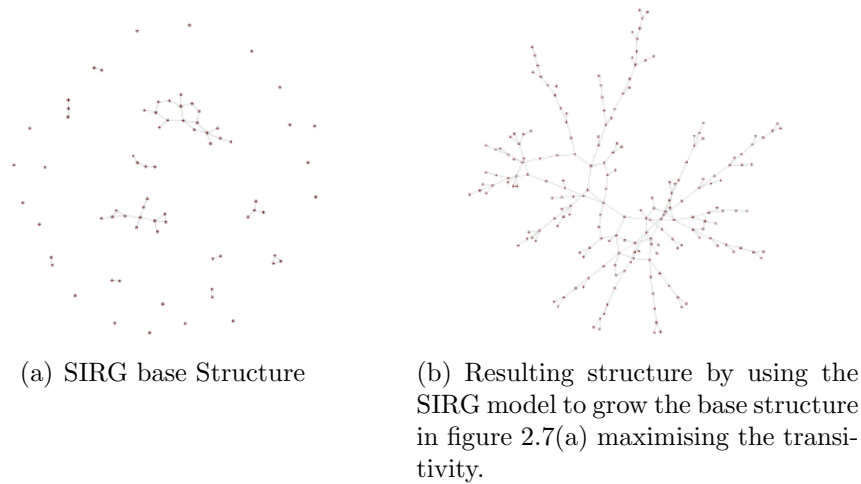 (a) SIRG base Structure
(b) Resulting structure by using the
SIRG model to grow the base structure
in figure 2.7(a) maximising the transi-
tivity.